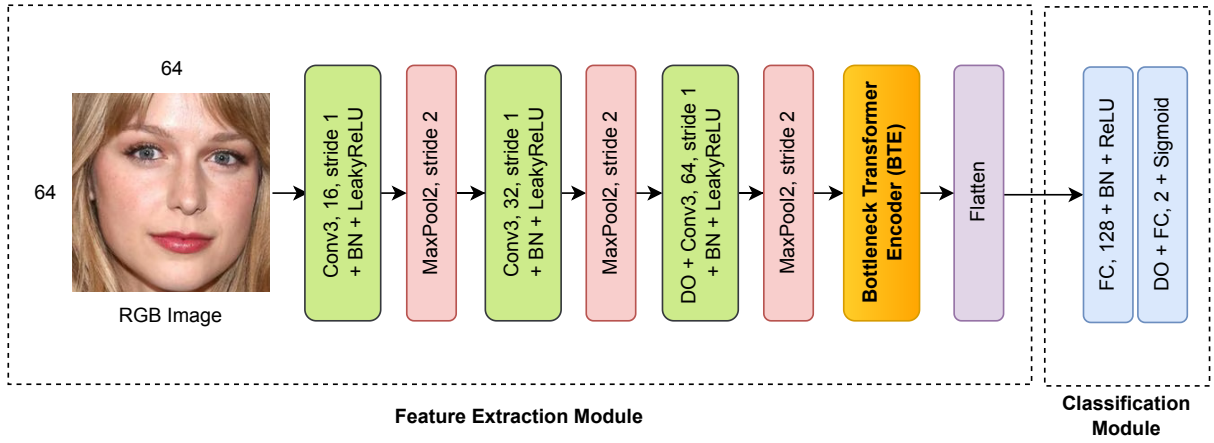 64
64
RGB Image
Conv3, 16, stride 1
+ BN + LeakyReLU
MaxPool2, stride 2
Conv3, 32, stride 1
+ BN + LeakyReLU
MaxPool2, stride 2
DO + Conv3, 64, stride 1
+ BN + LeakyReLU
MaxPool2, stride 2
Bottleneck Transformer
Encoder (BTE)
Flatten
FC, 128 + BN + ReLU
DO + FC, 2 + Sigmoid
Feature Extraction Module
Classification
Module